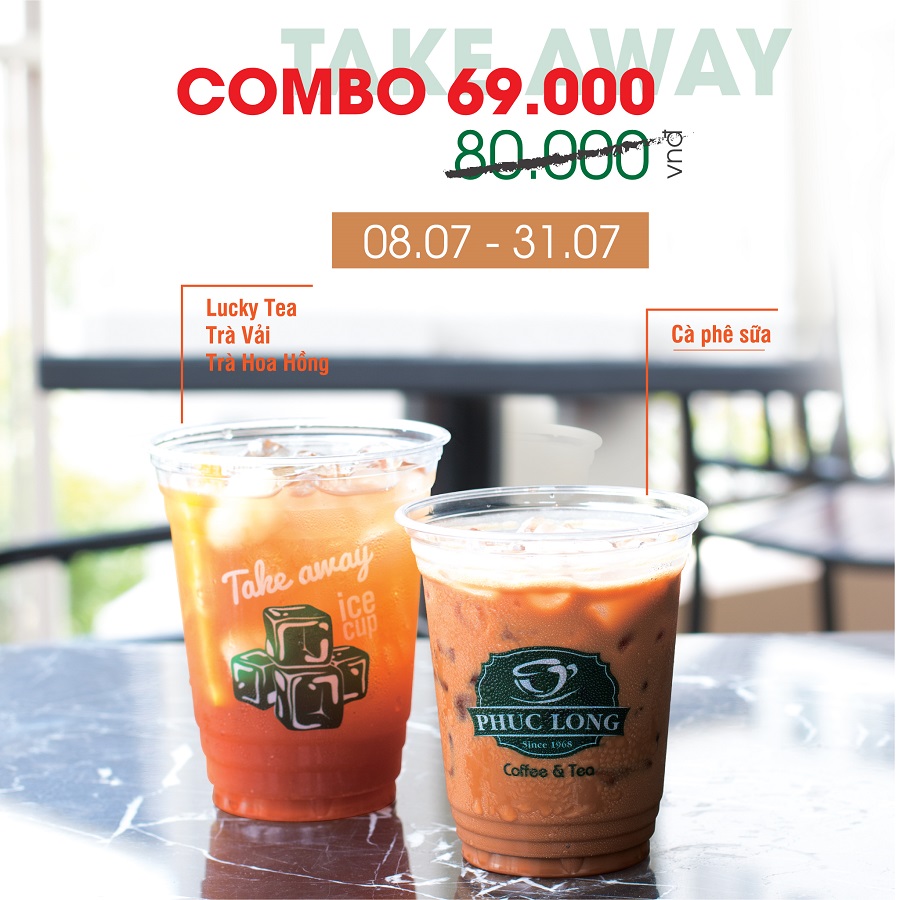 TAKE AWAY
COMBO 69.000
80.000 vnđ
08.07 - 31.07
Lucky Tea
Trà Vải
Trà Hoa Hồng
Cà phê sữa
Take away
ice
cup
PHUC LONG
Since 1968
Coffee & Tea